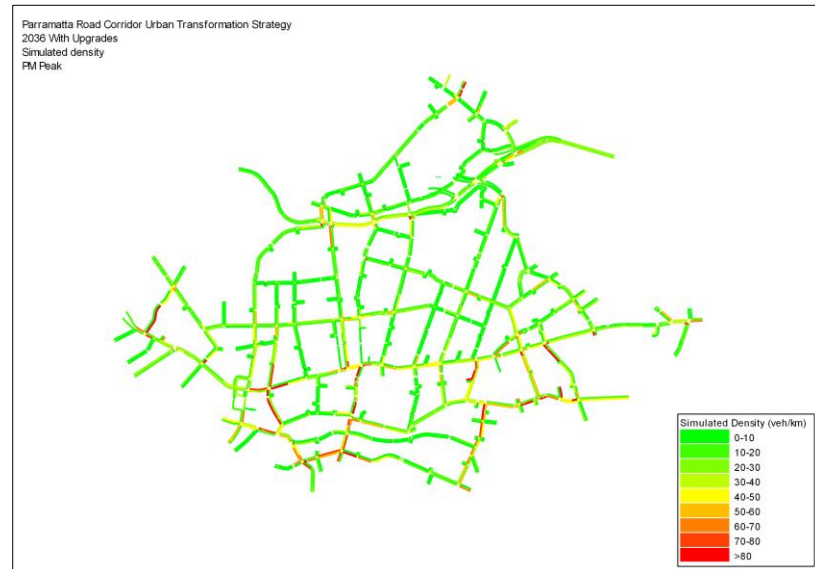 Parramatta Road Corridor Urban Transformation Strategy
2036 With Upgrades
Simulated density
PM Peak
Simulated Density (veh/km)
0-10
10-20
20-30
30-40
40-50
50-60
60-70
70-80
>80